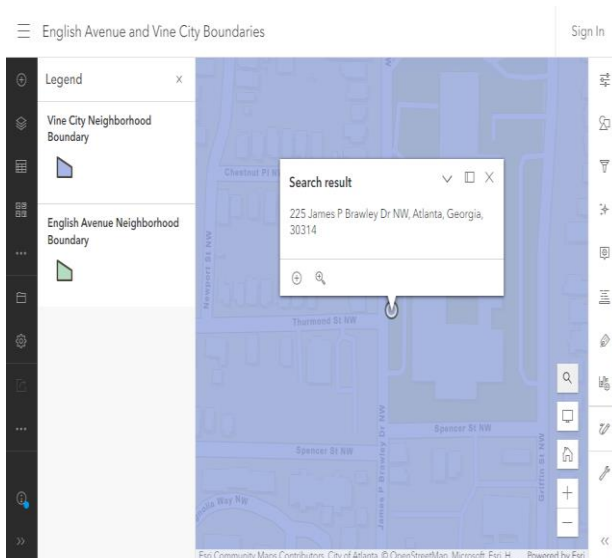 English Avenue and Vine City Boundaries
Sign In
Legend
Vine City Neighborhood
Boundary
English Avenue Neighborhood
Boundary
Search result
225 James P Brawley Dr NW, Atlanta, Georgia,
30314
Chestnut Pl N
Newport St NW
Thurmond St NW
Spencer St NW
Spencer St NW
James P Brawley Dr NW
Griffin St NW
Way NW
Esri Community Maps Contributors, City of Atlanta, © OpenStreetMap, Microsoft, Esri, H
Powered by Esri